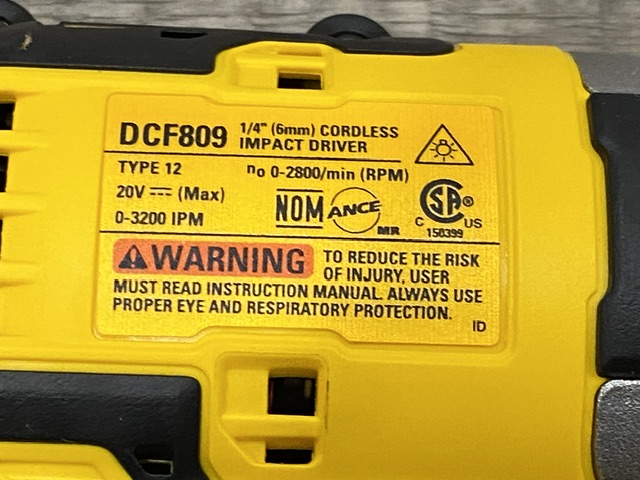 DCF809 1/4" (6mm) CORDLESS
IMPACT DRIVER
TYPE 12 no 0-2800/min (RPM)
20V ⎓ (Max)
0-3200 IPM
NOM ANCE MR
C SA® US
150399
WARNING TO REDUCE THE RISK
OF INJURY, USER
MUST READ INSTRUCTION MANUAL. ALWAYS USE
PROPER EYE AND RESPIRATORY PROTECTION.
ID